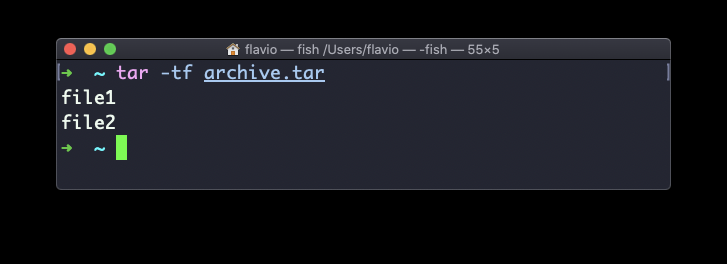 flavio — fish /Users/flavio — -fish — 55×5
➜ ~ tar -tf archive.tar
file1
file2
➜ ~